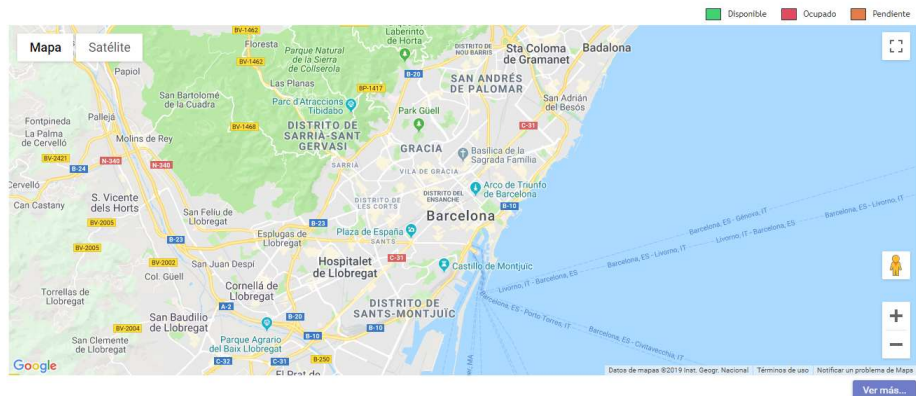 Disponible
Ocupado
Pendiente
Mapa
Satélite
BV-1462
Floresta
Laberinto
de Horta
Parque Natural
de la Sierra
de Collserola
DISTRITO DE
NOU BARRIS
Sta Coloma
de Gramanet
Badalona
BV-1462
Papiol
Las Planas
BP-1417
B-20
SAN ANDRÉS
DE PALOMAR
San Bartolomé
de la Cuadra
Parc d'Atraccions
Tibidabo
San Adrián
del Besós
Park Güell
Fontpineda
Pallejá
La Palma
de Cervelló
Molins de Rey
BV-1468
DISTRITO DE
SARRIÀ-SANT
GERVASI
C-31
GRACIA
Basílica de la
Sagrada Familia
BV-2421
B-24
N-340
N-340
SARRIA
VILA DE GRÀCIA
Cervelló
Can Castany
S. Vicente
dels Horts
DISTRITO DE
LES CORTS
DISTRITO DEL
ENSANCHE
Arco de Triunfo
de Barcelona
B-10
BV-2005
San Feliu de
Llobregat
B-23
Barcelona
Plaza de España
SANTS
BV-2005
B-23
Esplugas de
Llobregat
Barcelona, ES - Génova, IT
Barcelona, ES - Livorno, IT
Livorno, IT - Barcelona, ES
BV-2002
San Juan Despí
Col. Güell
Hospitalet
de Llobregat
C-31
Castillo de Montjuic
Barcelona, ES - Livorno, IT
Livorno, IT - Barcelona, ES
Torrellas de
Llobregat
Cornellá de
Llobregat
A-2
DISTRITO DE
SANTS-MONTJUÏC
Barcelona, ES - Porto Torres, IT
San Baudilio
de Llobregat
B-20
B-10
B-10
BV-2004
San Clemente
de Llobregat
Parque Agrario
del Baix Llobregat
Barcelona, ES - Civitavecchia, IT
Google
C-32
C-31
B-250
El Prat de
Datos de mapas ©2019 Inst. Geogr. Nacional
Términos de uso
Notificar un problema de Maps
Ver más...